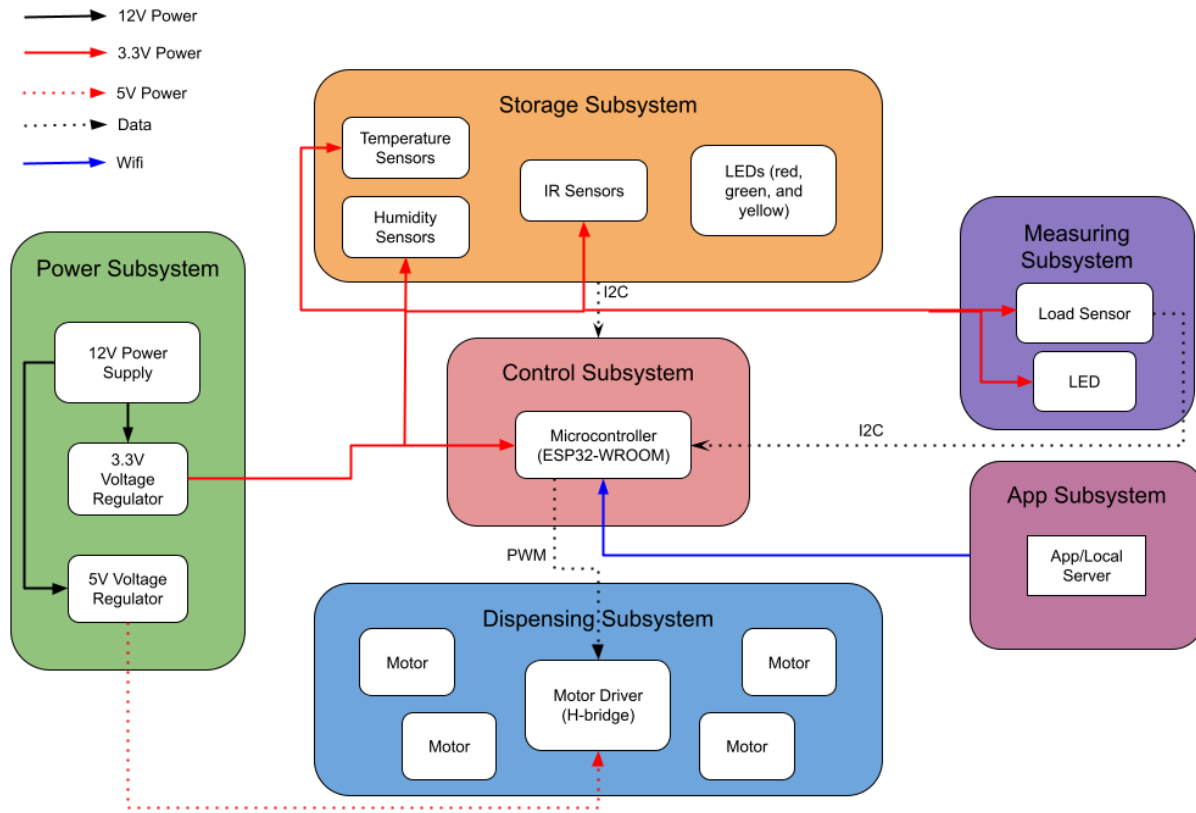 12V Power
3.3V Power
5V Power
Data
Wifi
Storage Subsystem
Temperature
Sensors
Humidity
Sensors
IR Sensors
LEDs (red,
green, and
yellow)
Measuring
Subsystem
Load Sensor
LED
Power Subsystem
12V Power
Supply
3.3V
Voltage
Regulator
5V Voltage
Regulator
I2C
Control Subsystem
Microcontroller
(ESP32-WROOM)
I2C
App Subsystem
App/Local
Server
PWM
Dispensing Subsystem
Motor
Motor
Motor Driver
(H-bridge)
Motor
Motor